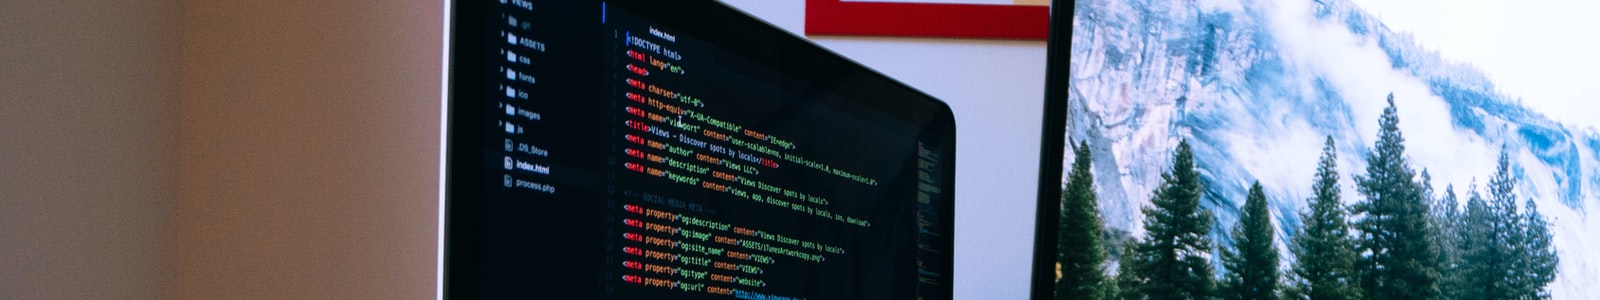 VIEWS
.git
ASSETS
css
fonts
ico
images
js
.DS_Store
index.html
process.php
index.html
<!DOCTYPE html>
<html lang="en">
<head>
<meta charset="utf-8">
<meta http-equiv="X-UA-Compatible" content="IE=edge">
<meta name="viewport" content="user-scalable=no, initial-scale=1.0, maximum-scale=1.0">
<title>Views - Discover spots by locals</title>
<meta name="author" content="Views LLC">
<meta name="description" content="Views Discover spots by locals">
<meta name="keywords" content="views, app, discover spots by locals, ios, download">
<!-- SOCIAL MEDIA META -->
<meta property="og:description" content="Views Discover spots by locals">
<meta property="og:image" content="ASSETS/iTunesArtworkcopy.png">
<meta property="og:site_name" content="VIEWS">
<meta property="og:title" content="VIEWS">
<meta property="og:type" content="website">
<meta property="og:url" content="http://www.